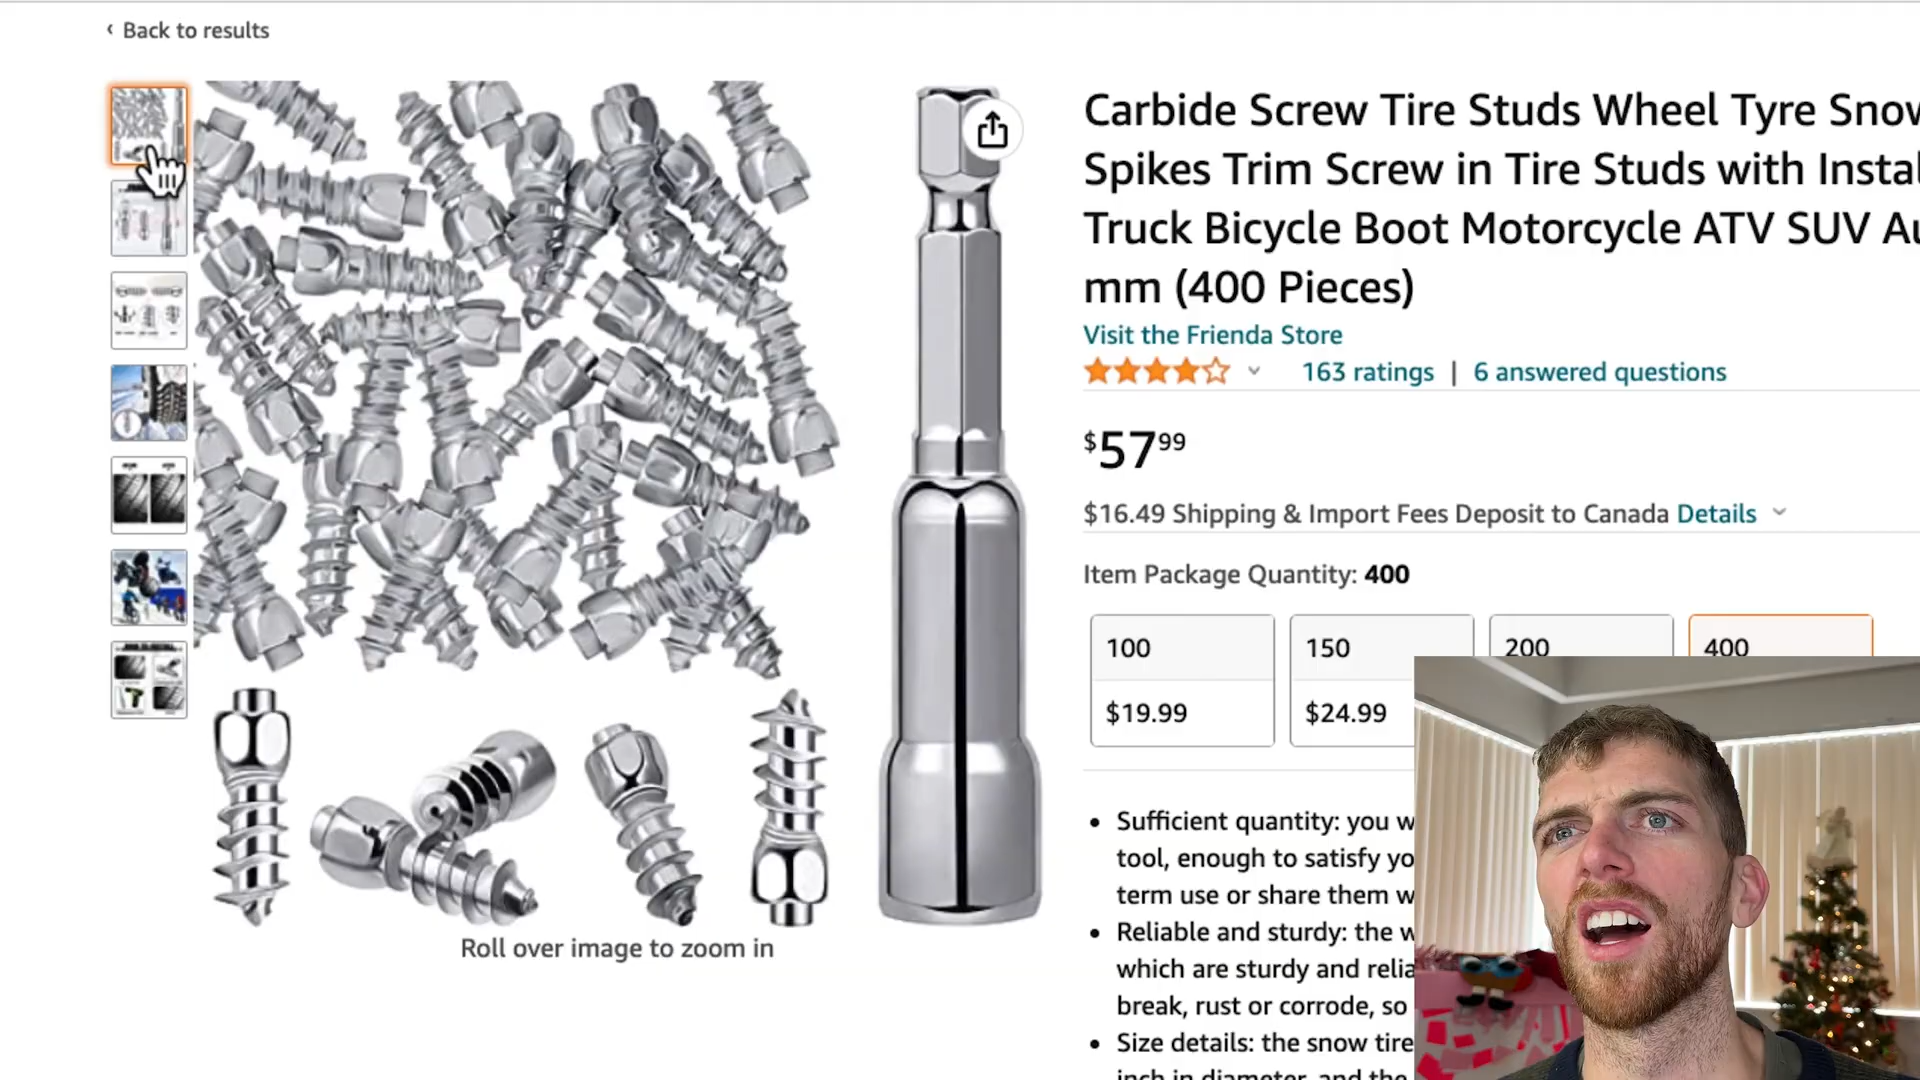 ‹ Back to results
Carbide Screw Tire Studs Wheel Tyre Snow
Spikes Trim Screw in Tire Studs with Instal
Truck Bicycle Boot Motorcycle ATV SUV Au
mm (400 Pieces)
Visit the Frienda Store
163 ratings | 6 answered questions
$57 99
$16.49 Shipping & Import Fees Deposit to Canada Details
Item Package Quantity: 400
100
150
200
400
$19.99
$24.99
• Sufficient quantity: you w
tool, enough to satisfy yo
term use or share them w
• Reliable and sturdy: the w
which are sturdy and relia
break, rust or corrode, so
• Size details: the snow tire
inch in diameter, and the
Roll over image to zoom in